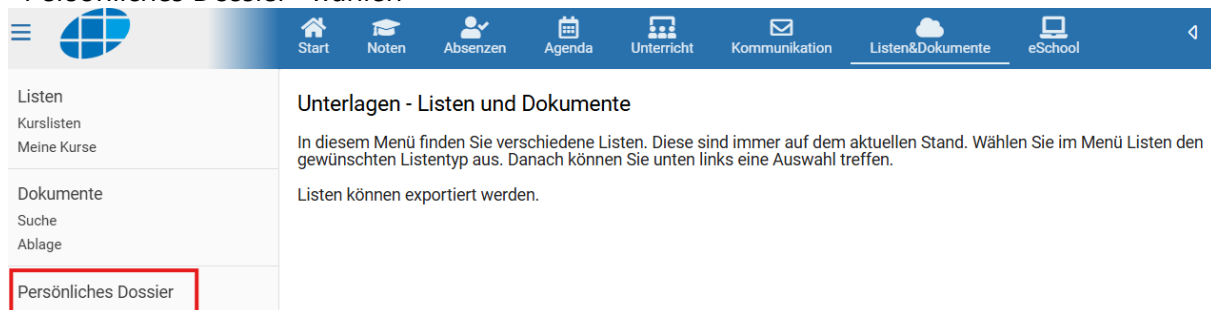 "Persönliches Dossier" wählen
Start Noten Absenzen Agenda Unterricht Kommunikation Listen&Dokumente eSchool
Listen
Kurslisten
Meine Kurse
Dokumente
Suche
Ablage
Persönliches Dossier
Unterlagen - Listen und Dokumente
In diesem Menü finden Sie verschiedene Listen. Diese sind immer auf dem aktuellen Stand. Wählen Sie im Menü Listen den
gewünschten Listentyp aus. Danach können Sie unten links eine Auswahl treffen.
Listen können exportiert werden.